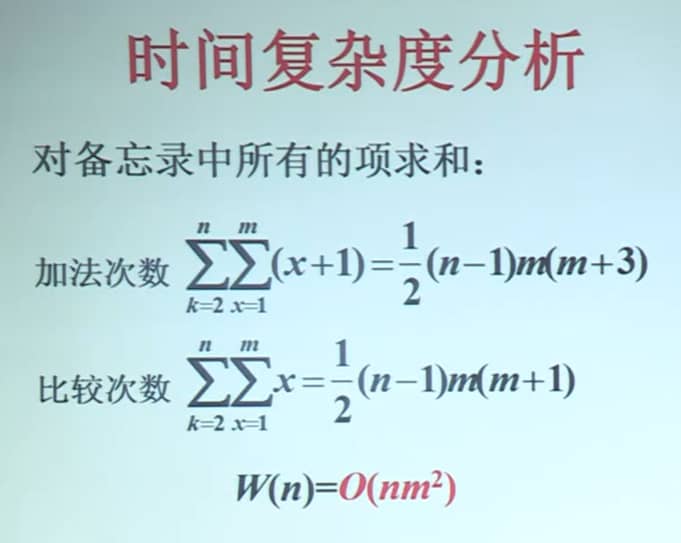 时间复杂度分析
对备忘录中所有的项求和：
加法次数 $\sum_{k=2}^{n}\sum_{x=1}^{m}(x+1)=\frac{1}{2}(n-1)m(m+3)$
比较次数 $\sum_{k=2}^{n}\sum_{x=1}^{m}x=\frac{1}{2}(n-1)m(m+1)$
W(n)=O(nm²)